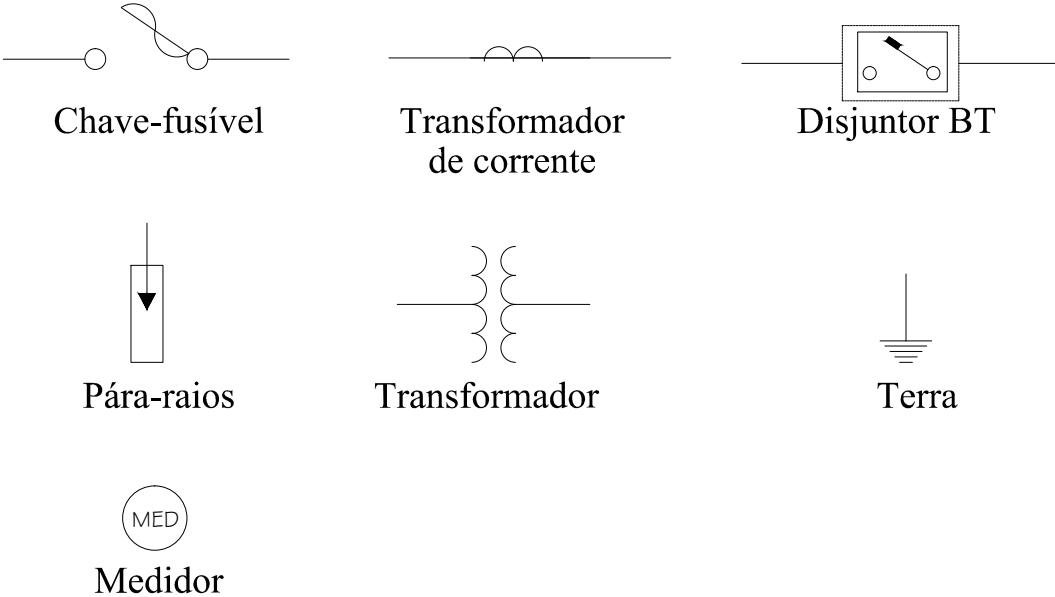 Chave-fusível
Transformador
de corrente
Disjuntor BT
Pára-raios
Transformador
Terra
MED
Medidor